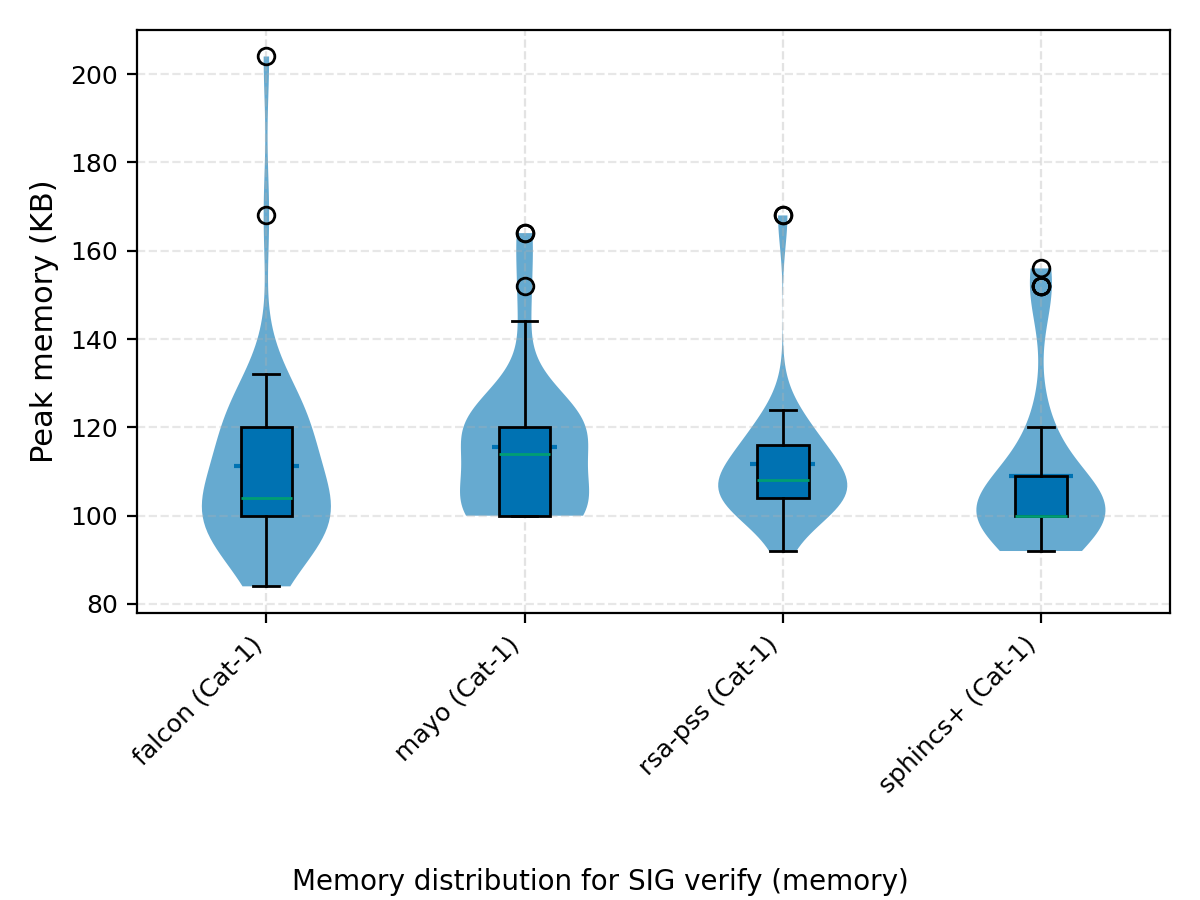 Peak memory (KB)
200
180
160
140
120
100
80
falcon (Cat-1)
mayo (Cat-1)
rsa-pss (Cat-1)
sphincs+ (Cat-1)
Memory distribution for SIG verify (memory)